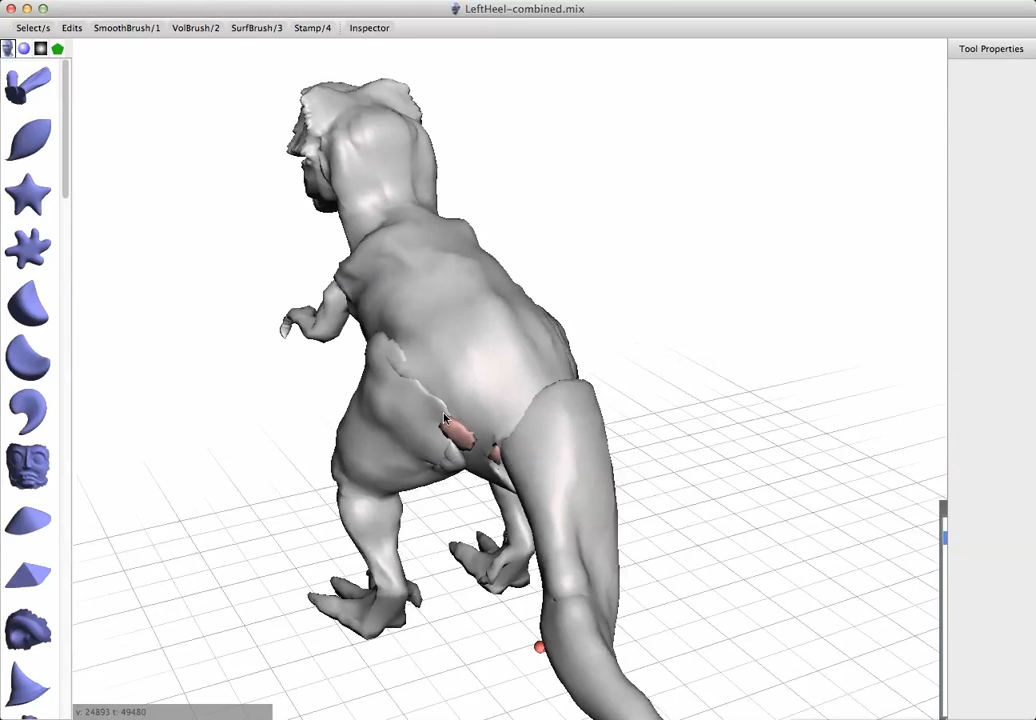 LeftHeel-combined.mix
Select/s Edits SmoothBrush/1 VolBrush/2 SurfBrush/3 Stamp/4 Inspector
Tool Properties
v: 24893 t: 49480